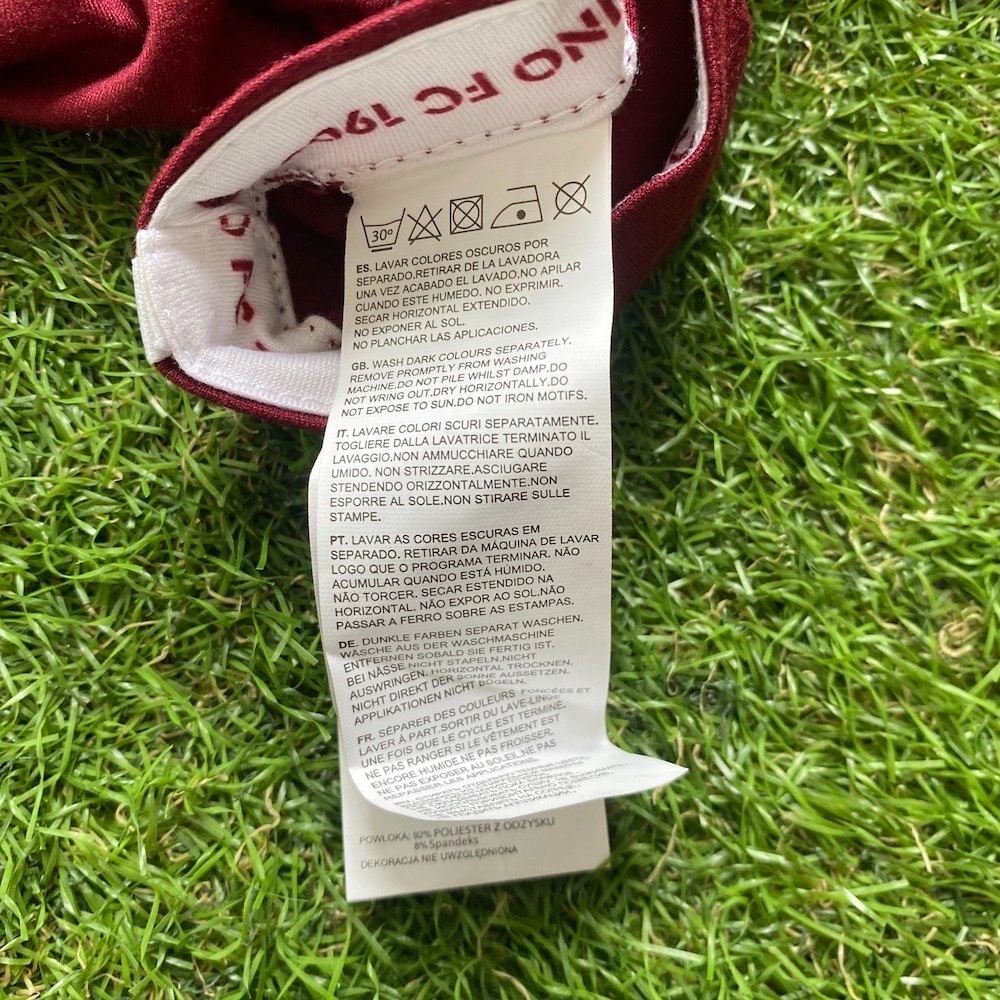 INO FC 190
30º
ES. LAVAR COLORES OSCUROS POR
SEPARADO.RETIRAR DE LA LAVADORA
UNA VEZ ACABADO EL LAVADO.NO APILAR
CUANDO ESTE HUMEDO. NO EXPRIMIR.
SECAR HORIZONTAL EXTENDIDO.
NO EXPONER AL SOL.
NO PLANCHAR LAS APLICACIONES.
GB. WASH DARK COLOURS SEPARATELY.
REMOVE PROMPTLY FROM WASHING
MACHINE.DO NOT PILE WHILST DAMP.DO
NOT WRING OUT.DRY HORIZONTALLY.DO
NOT EXPOSE TO SUN.DO NOT IRON MOTIFS.
IT. LAVARE COLORI SCURI SEPARATAMENTE.
TOGLIERE DALLA LAVATRICE TERMINATO IL
LAVAGGIO.NON AMMUCCHIARE QUANDO
UMIDO. NON STRIZZARE.ASCIUGARE
STENDENDO ORIZZONTALMENTE.NON
ESPORRE AL SOLE.NON STIRARE SULLE
STAMPE.
PT. LAVAR AS CORES ESCURAS EM
SEPARADO. RETIRAR DA MÁQUINA DE LAVAR
LOGO QUE O PROGRAMA TERMINAR. NÃO
ACUMULAR QUANDO ESTÁ HÚMIDO.
NÃO TORCER. SECAR ESTENDIDO NA
HORIZONTAL. NÃO EXPOR AO SOL.NÃO
PASSAR A FERRO SOBRE AS ESTAMPAS.
DE. DUNKLE FARBEN SEPARAT WASCHEN.
WÄSCHE AUS DER WASCHMASCHINE
ENTFERNEN SOBALD SIE FERTIG IST.
BEI NÄSSE NICHT STAPELN.NICHT
AUSWRINGEN. HORIZONTAL TROCKNEN.
NICHT DIREKT DER SONNE AUSSETZEN.
APPLIKATIONEN NICHT BÜGELN.
FR. SÉPARER DES COULEURS FONCÉES ET
LAVER À PART.SORTIR DU LAVE-LINGE
UNE FOIS QUE LE CYCLE EST TERMINÉ.
NE PAS RANGER SI LE VÊTEMENT EST
ENCORE HUMIDE.NE PAS FROISSER.
NE PAS EXPOSER AU SOLEIL.NE PAS
REPASSER LES APPLICATIONS.
POWŁOKA: 92% POLIESTER Z ODZYSKU
8% Spandeks
DEKORACJA NIE UWZGLĘDNIONA